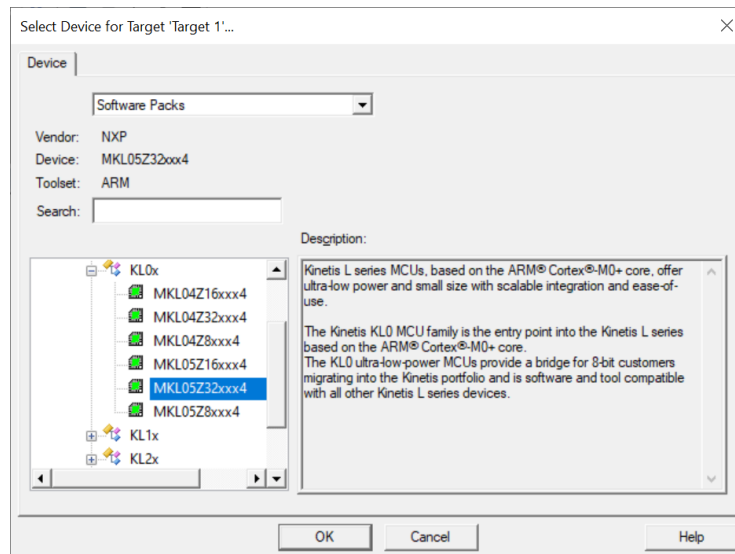 Select Device for Target 'Target 1'...
Device
Software Packs
Vendor: NXP
Device: MKL05Z32xxx4
Toolset: ARM
Search:
Description:
KL0x
MKL04Z16xxx4
MKL04Z32xxx4
MKL04Z8xxx4
MKL05Z16xxx4
MKL05Z32xxx4
MKL05Z8xxx4
KL1x
KL2x
Kinetis L series MCUs, based on the ARM® Cortex®-M0+ core, offer
ultra-low power and small size with scalable integration and ease-of-
use.
The Kinetis KL0 MCU family is the entry point into the Kinetis L series
based on the ARM® Cortex®-M0+ core.
The KL0 ultra-low-power MCUs provide a bridge for 8-bit customers
migrating into the Kinetis portfolio and is software and tool compatible
with all other Kinetis L series devices.
OK
Cancel
Help